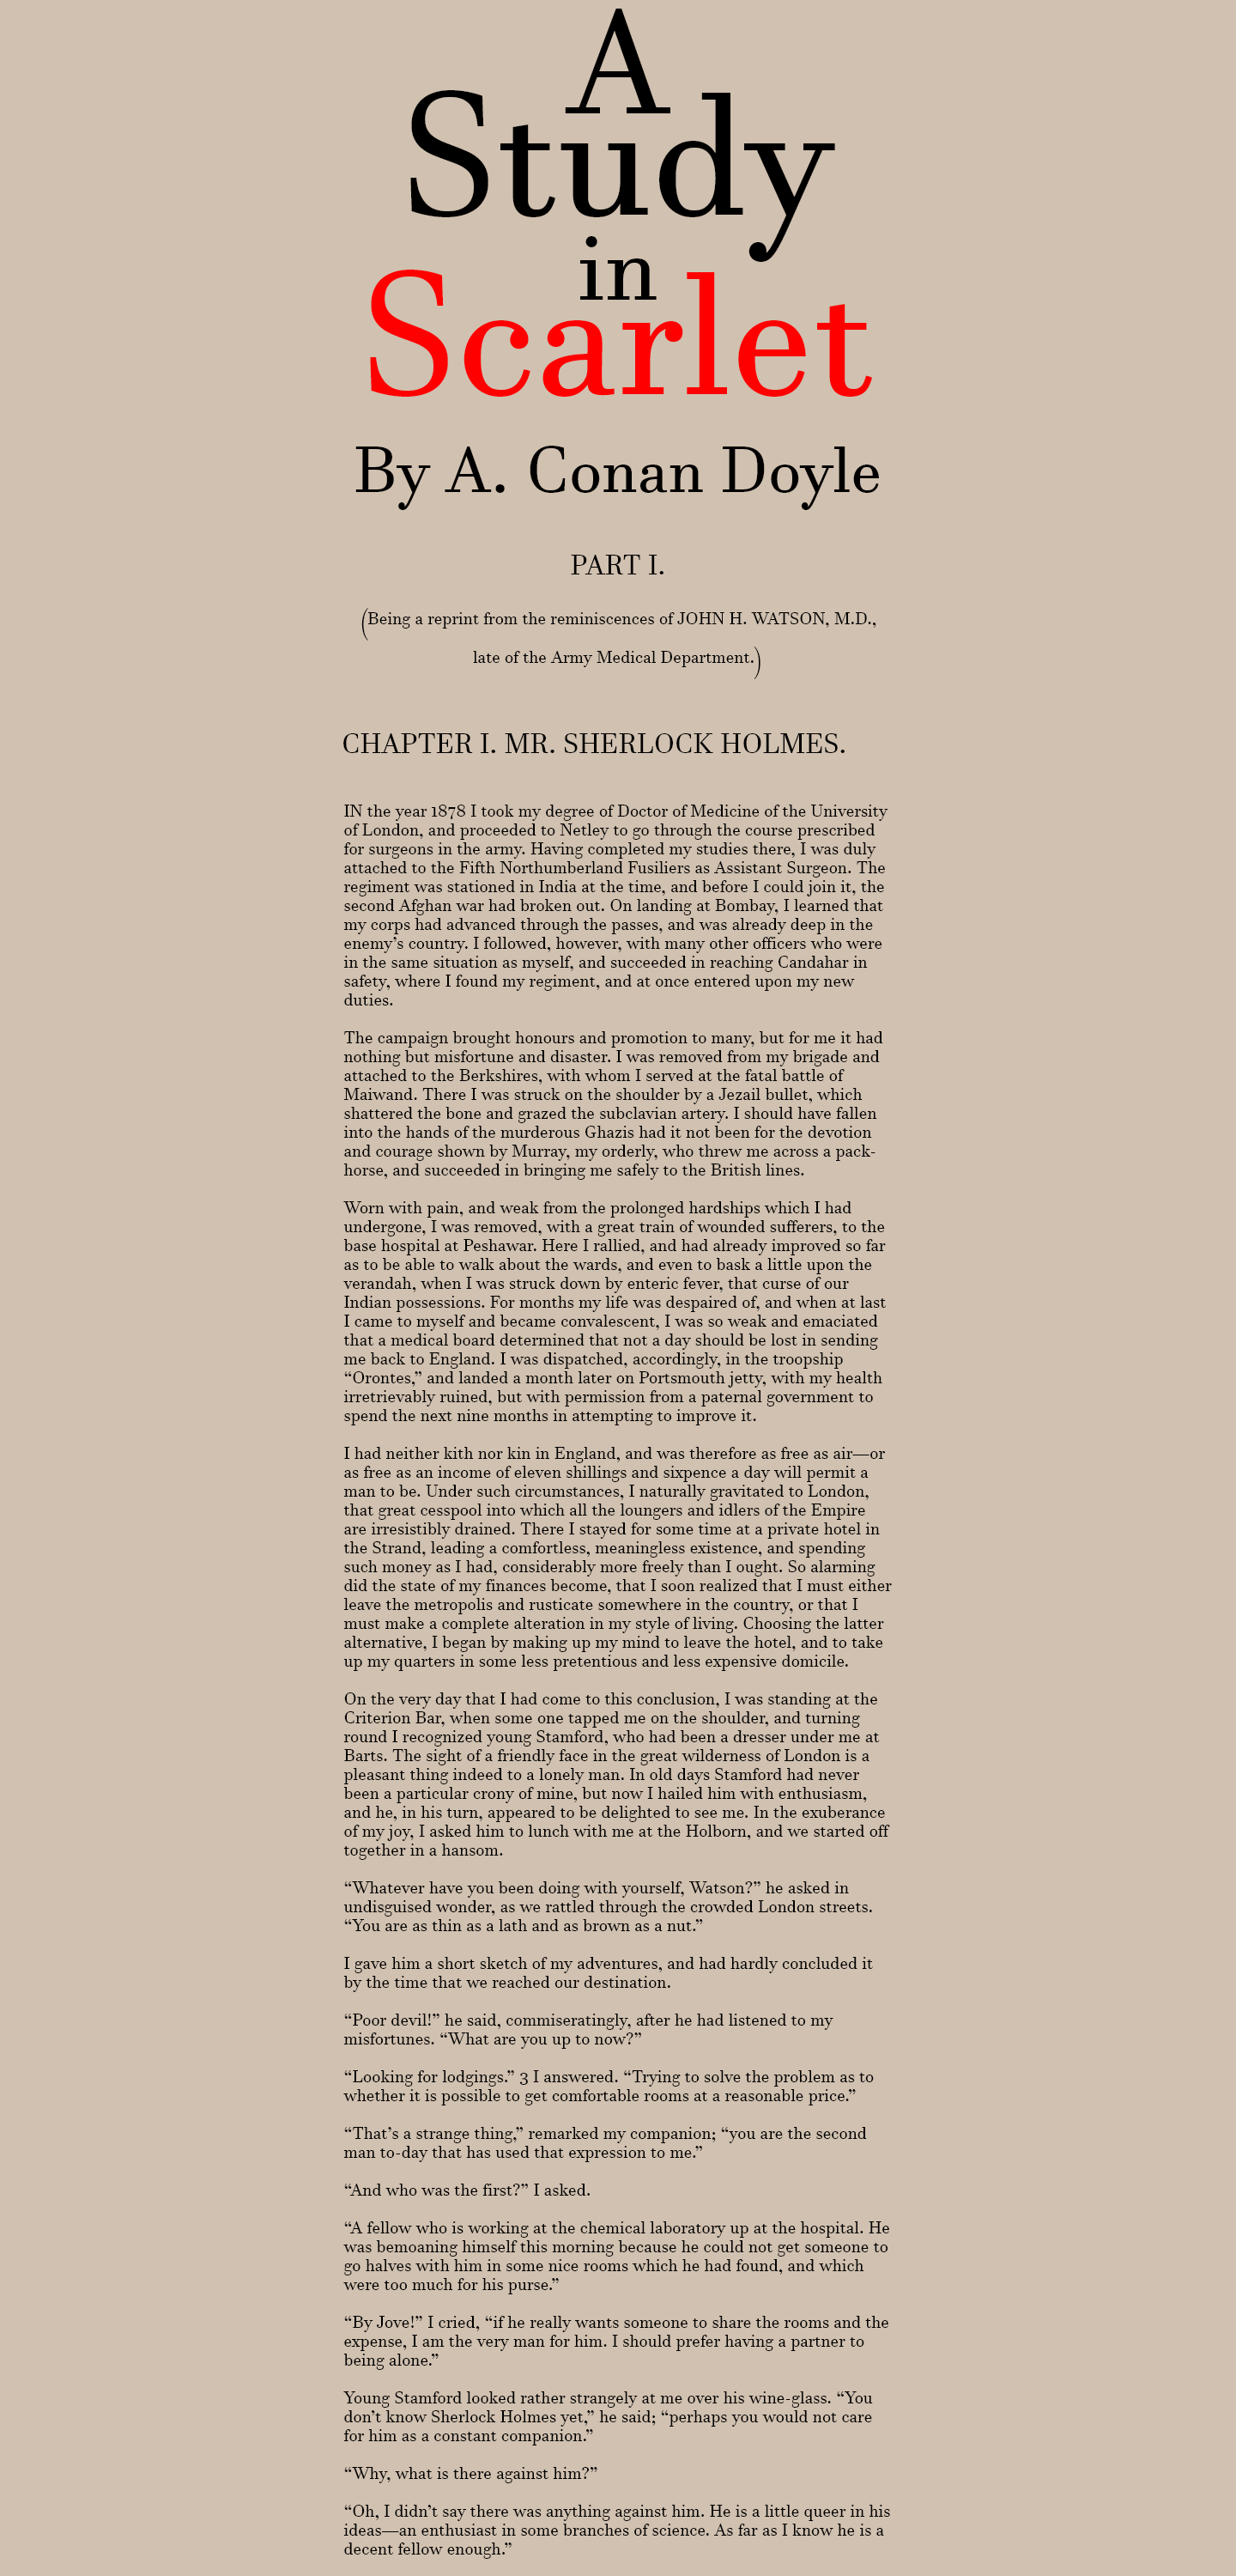 A
Study
in
Scarlet
By A. Conan Doyle
PART I.
(Being a reprint from the reminiscences of JOHN H. WATSON, M.D.,
late of the Army Medical Department.)
CHAPTER I. MR. SHERLOCK HOLMES.
IN the year 1878 I took my degree of Doctor of Medicine of the University
of London, and proceeded to Netley to go through the course prescribed
for surgeons in the army. Having completed my studies there, I was duly
attached to the Fifth Northumberland Fusiliers as Assistant Surgeon. The
regiment was stationed in India at the time, and before I could join it, the
second Afghan war had broken out. On landing at Bombay, I learned that
my corps had advanced through the passes, and was already deep in the
enemy’s country. I followed, however, with many other officers who were
in the same situation as myself, and succeeded in reaching Candahar in
safety, where I found my regiment, and at once entered upon my new
duties.
The campaign brought honours and promotion to many, but for me it had
nothing but misfortune and disaster. I was removed from my brigade and
attached to the Berkshires, with whom I served at the fatal battle of
Maiwand. There I was struck on the shoulder by a Jezail bullet, which
shattered the bone and grazed the subclavian artery. I should have fallen
into the hands of the murderous Ghazis had it not been for the devotion
and courage shown by Murray, my orderly, who threw me across a pack-
horse, and succeeded in bringing me safely to the British lines.
Worn with pain, and weak from the prolonged hardships which I had
undergone, I was removed, with a great train of wounded sufferers, to the
base hospital at Peshawar. Here I rallied, and had already improved so far
as to be able to walk about the wards, and even to bask a little upon the
verandah, when I was struck down by enteric fever, that curse of our
Indian possessions. For months my life was despaired of, and when at last
I came to myself and became convalescent, I was so weak and emaciated
that a medical board determined that not a day should be lost in sending
me back to England. I was dispatched, accordingly, in the troopship
“Orontes,” and landed a month later on Portsmouth jetty, with my health
irretrievably ruined, but with permission from a paternal government to
spend the next nine months in attempting to improve it.
I had neither kith nor kin in England, and was therefore as free as air—or
as free as an income of eleven shillings and sixpence a day will permit a
man to be. Under such circumstances, I naturally gravitated to London,
that great cesspool into which all the loungers and idlers of the Empire
are irresistibly drained. There I stayed for some time at a private hotel in
the Strand, leading a comfortless, meaningless existence, and spending
such money as I had, considerably more freely than I ought. So alarming
did the state of my finances become, that I soon realized that I must either
leave the metropolis and rusticate somewhere in the country, or that I
must make a complete alteration in my style of living. Choosing the latter
alternative, I began by making up my mind to leave the hotel, and to take
up my quarters in some less pretentious and less expensive domicile.
On the very day that I had come to this conclusion, I was standing at the
Criterion Bar, when some one tapped me on the shoulder, and turning
round I recognized young Stamford, who had been a dresser under me at
Barts. The sight of a friendly face in the great wilderness of London is a
pleasant thing indeed to a lonely man. In old days Stamford had never
been a particular crony of mine, but now I hailed him with enthusiasm,
and he, in his turn, appeared to be delighted to see me. In the exuberance
of my joy, I asked him to lunch with me at the Holborn, and we started off
together in a hansom.
“Whatever have you been doing with yourself, Watson?” he asked in
undisguised wonder, as we rattled through the crowded London streets.
“You are as thin as a lath and as brown as a nut.”
I gave him a short sketch of my adventures, and had hardly concluded it
by the time that we reached our destination.
“Poor devil!” he said, commiseratingly, after he had listened to my
misfortunes. “What are you up to now?”
“Looking for lodgings.” 3 I answered. “Trying to solve the problem as to
whether it is possible to get comfortable rooms at a reasonable price.”
“That’s a strange thing,” remarked my companion; “you are the second
man to-day that has used that expression to me.”
“And who was the first?” I asked.
“A fellow who is working at the chemical laboratory up at the hospital. He
was bemoaning himself this morning because he could not get someone to
go halves with him in some nice rooms which he had found, and which
were too much for his purse.”
“By Jove!” I cried, “if he really wants someone to share the rooms and the
expense, I am the very man for him. I should prefer having a partner to
being alone.”
Young Stamford looked rather strangely at me over his wine-glass. “You
don’t know Sherlock Holmes yet,” he said; “perhaps you would not care
for him as a constant companion.”
“Why, what is there against him?”
“Oh, I didn’t say there was anything against him. He is a little queer in his
ideas—an enthusiast in some branches of science. As far as I know he is a
decent fellow enough.”